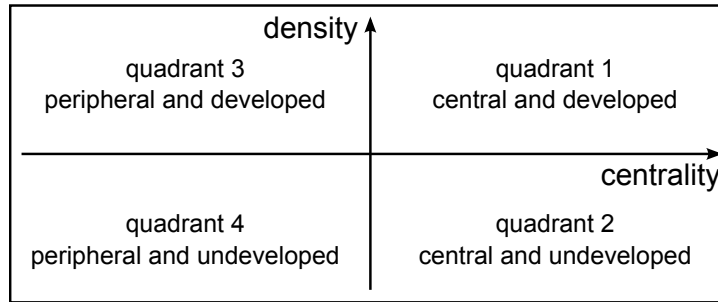 density
quadrant 3
peripheral and developed
quadrant 1
central and developed
centrality
quadrant 4
peripheral and undeveloped
quadrant 2
central and undeveloped